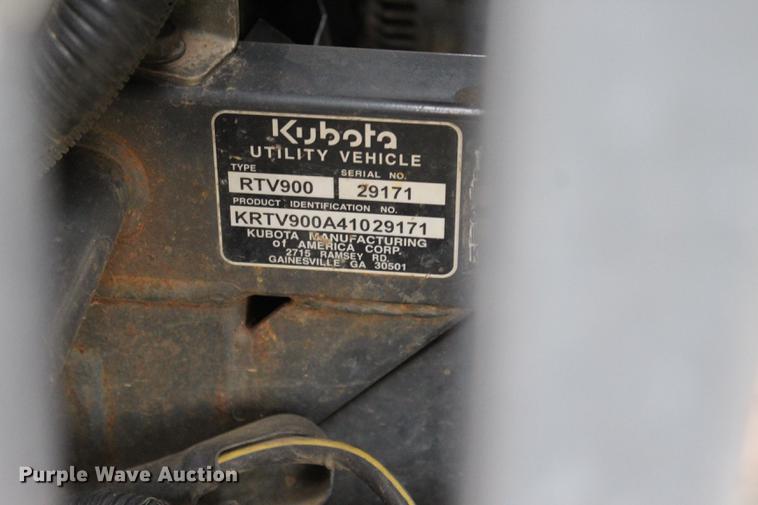 Kubota
UTILITY VEHICLE
TYPE SERIAL NO.
RTV900 29171
PRODUCT IDENTIFICATION NO.
KRTV900A41029171
KUBOTA MANUFACTURING
of AMERICA CORP.
2715 RAMSEY RD.
GAINESVILLE GA 30501
Purple Wave Auction